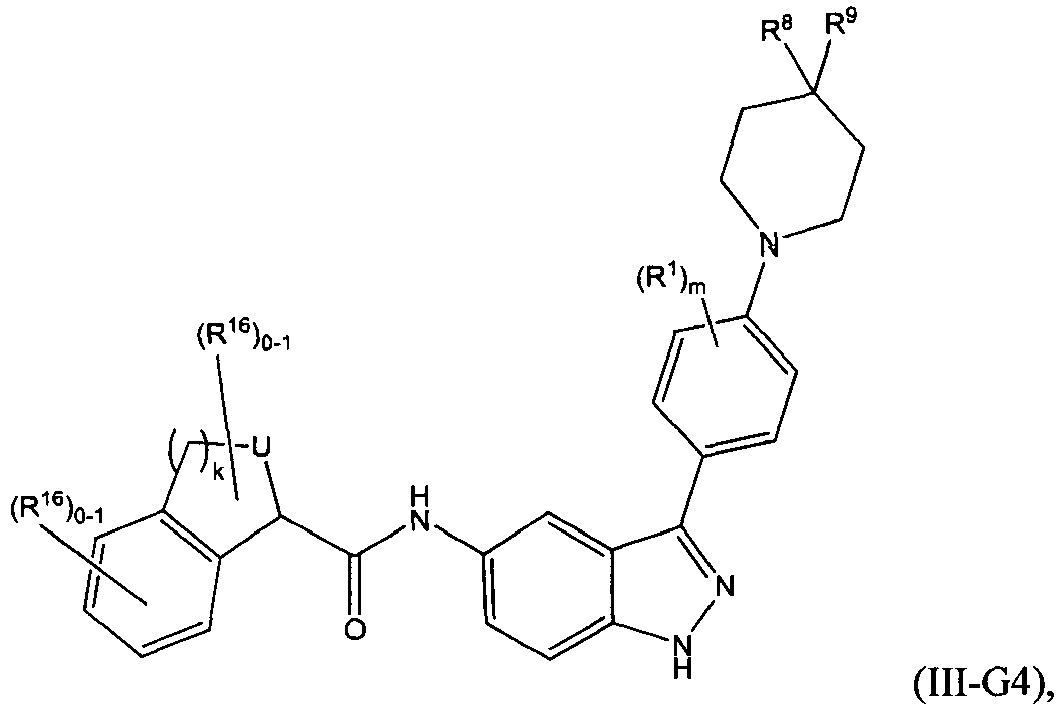 R⁸ R⁹
N
(R¹)ₘ
(R¹⁶)₀₋₁
( )ₖ U
(R¹⁶)₀₋₁
H
N
O
N
N
H
(III-G4),